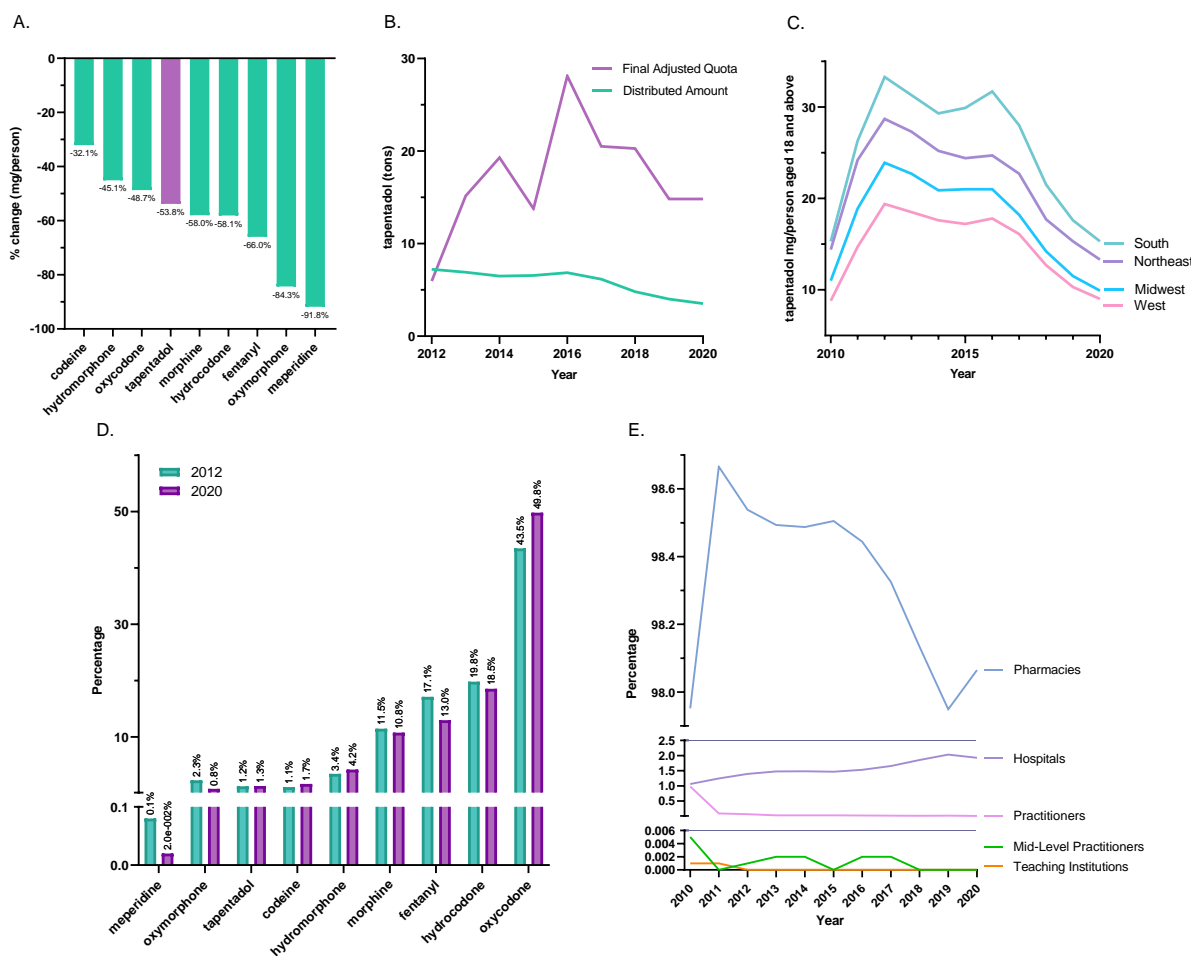 A.
% change (mg/person)
0
-20
-40
-60
-80
-100
-32.1%
-45.1%
-48.7%
-53.8%
-58.0%
-58.1%
-66.0%
-84.3%
-91.8%
codeine
hydromorphone
oxycodone
tapentadol
morphine
hydrocodone
fentanyl
oxymorphone
meperidine
B.
tapentadol (tons)
30
20
10
0
Final Adjusted Quota
Distributed Amount
2012
2014
2016
2018
2020
Year
C.
tapentadol mg/person aged 18 and above
30
20
10
South
Northeast
Midwest
West
2010
2015
2020
Year
D.
2012
2020
Percentage
50
30
10
0.1
0.0
0.1%
2.0e-002%
2.3%
0.8%
1.2%
1.3%
1.1%
1.7%
3.4%
4.2%
11.5%
10.8%
17.1%
13.0%
19.8%
18.5%
43.5%
49.8%
meperidine
oxymorphone
tapentadol
codeine
hydromorphone
morphine
fentanyl
hydrocodone
oxycodone
E.
Percentage
98.6
98.4
98.2
98.0
2.5
2.0
1.5
1.0
0.5
0.006
0.004
0.002
0.000
Pharmacies
Hospitals
Practitioners
Mid-Level Practitioners
Teaching Institutions
2010
2011
2012
2013
2014
2015
2016
2017
2018
2019
2020
Year